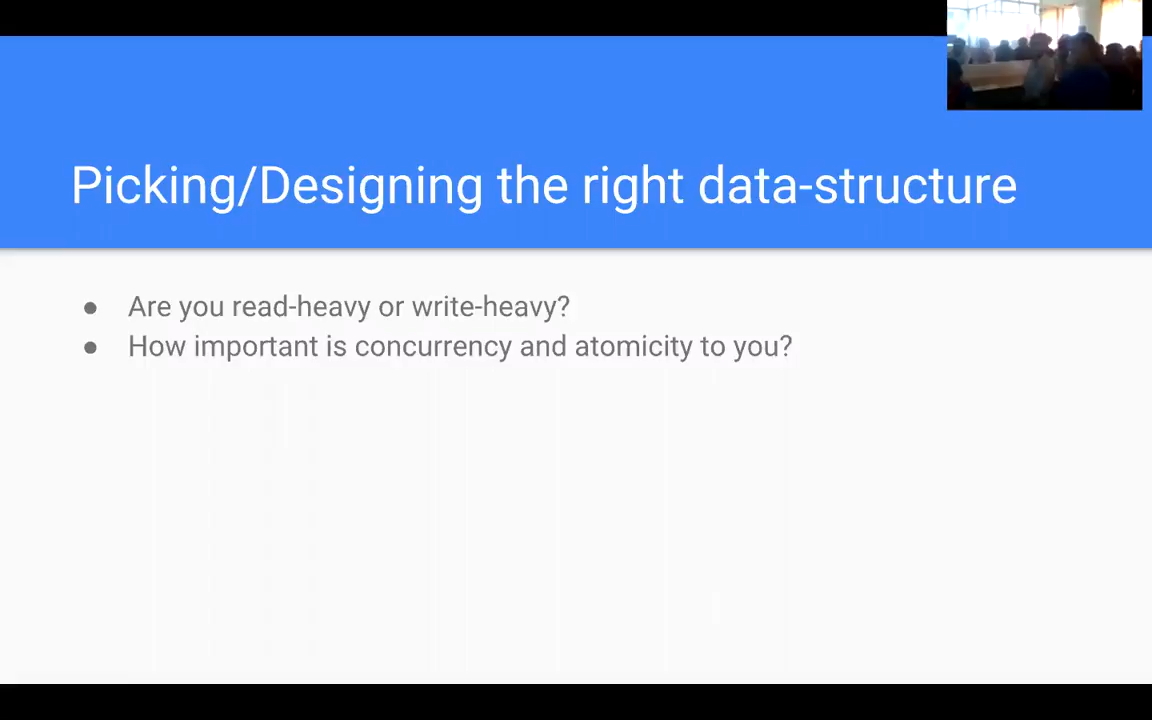 Picking/Designing the right data-structure
● Are you read-heavy or write-heavy?
● How important is concurrency and atomicity to you?